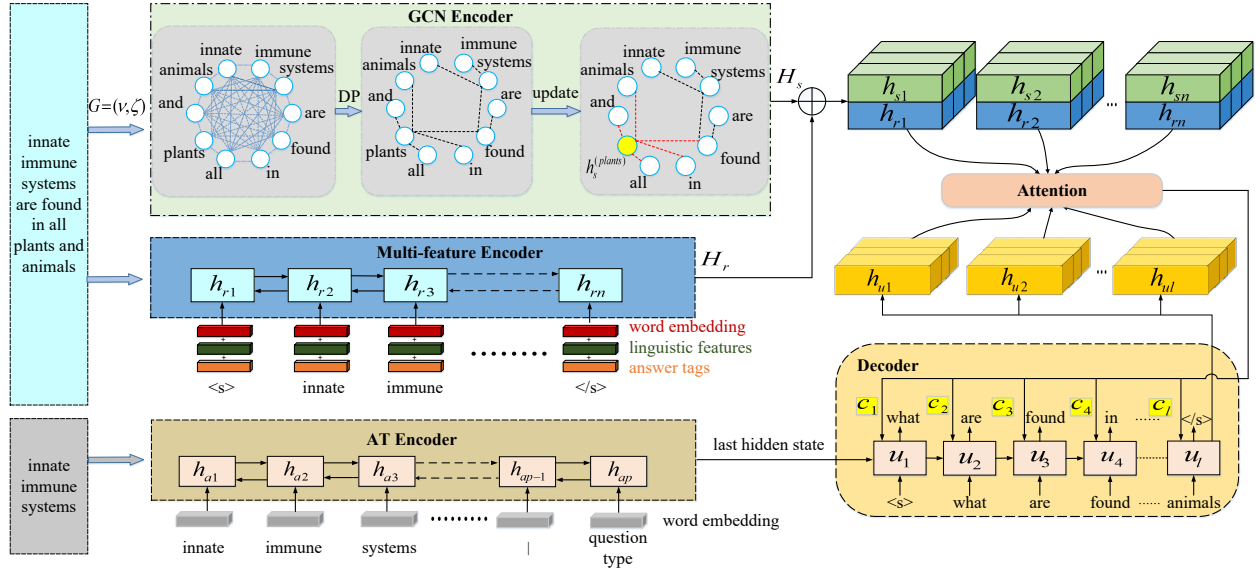 innate
immune
systems
are found
in all
plants and
animals
G=(ν,ζ)
GCN Encoder
innate
immune
animals
systems
and
are
plants
found
all
in
DP
innate
immune
animals
systems
and
are
plants
found
all
in
update
innate
immune
animals
systems
and
are
h_s^(plants)
found
all
in
H_s
Multi-feature Encoder
h_r1 h_r2 h_r3 h_rn
H_r
word embedding
linguistic features
answer tags
+ + + +
+ + + +
<s> innate immune ········ </s>
innate
immune
systems
AT Encoder
h_a1 h_a2 h_a3 h_ap−1 h_ap
word embedding
innate immune systems ········· | question
type
last hidden state
h_s1 h_s2 ... h_sn
h_r1 h_r2 h_rn
Attention
h_u1 h_u2 ... h_ul
Decoder
c_1 c_2 c_3 c_4 c_l
what are found in ······ </s>
u_1 u_2 u_3 u_4 u_l
<s> what are found ······ animals